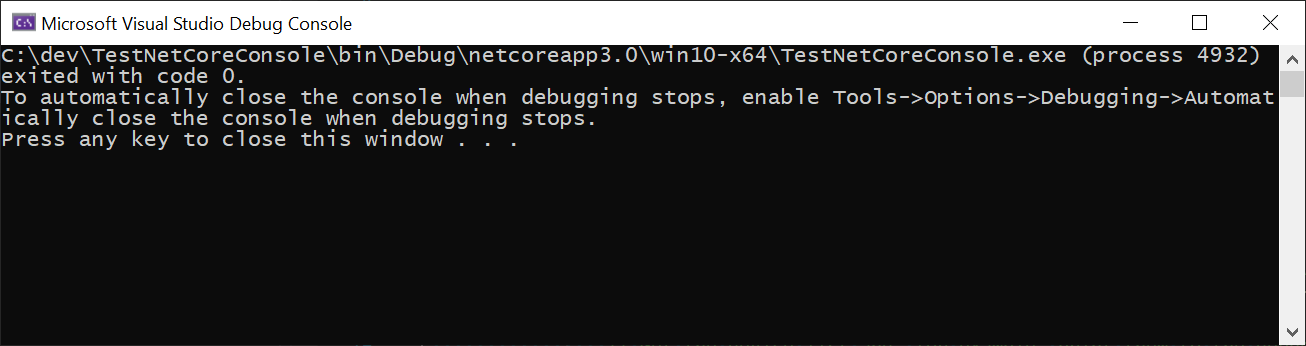 Microsoft Visual Studio Debug Console
C:\dev\TestNetCoreConsole\bin\Debug\netcoreapp3.0\win10-x64\TestNetCoreConsole.exe (process 4932)
exited with code 0.
To automatically close the console when debugging stops, enable Tools->Options->Debugging->Automat
ically close the console when debugging stops.
Press any key to close this window . . .